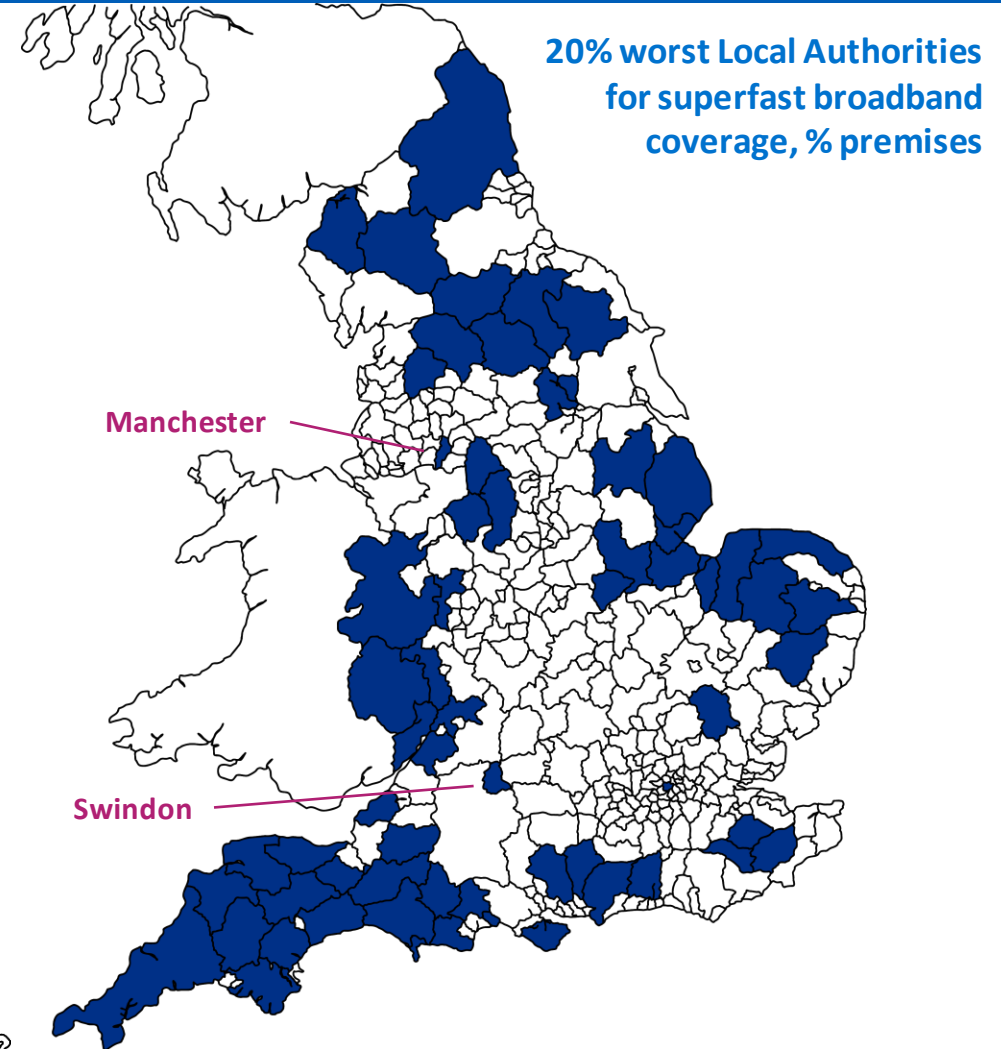 20% worst Local Authorities
for superfast broadband
coverage, % premises
Manchester
Swindon